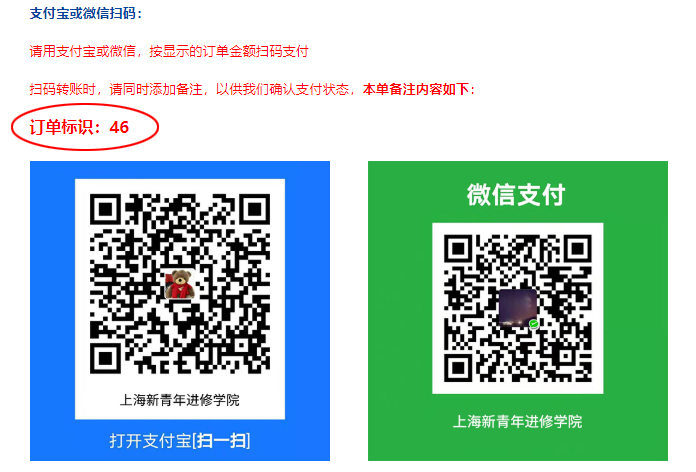 支付宝或微信扫码：
请用支付宝或微信，按显示的订单金额扫码支付
扫码转账时，请同时添加备注，以供我们确认支付状态，本单备注内容如下：
订单标识：46
上海新青年进修学院
打开支付宝[扫一扫]
微信支付
上海新青年进修学院